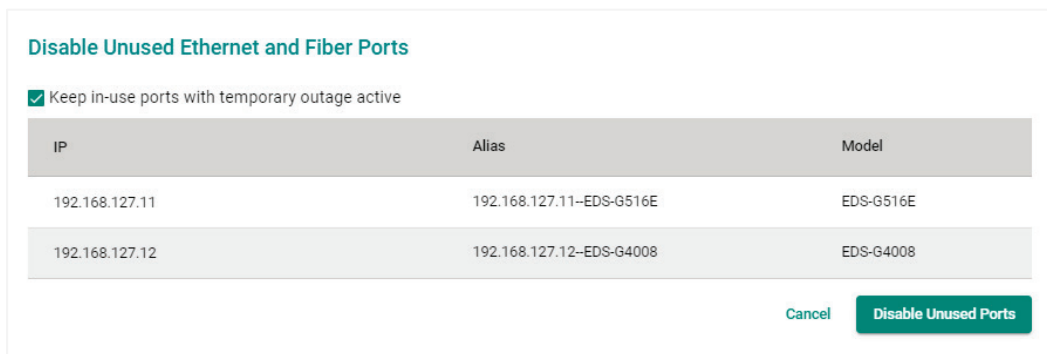 Disable Unused Ethernet and Fiber Ports
Keep in-use ports with temporary outage active
IP Alias Model
192.168.127.11 192.168.127.11--EDS-G516E EDS-G516E
192.168.127.12 192.168.127.12--EDS-G4008 EDS-G4008
Cancel Disable Unused Ports